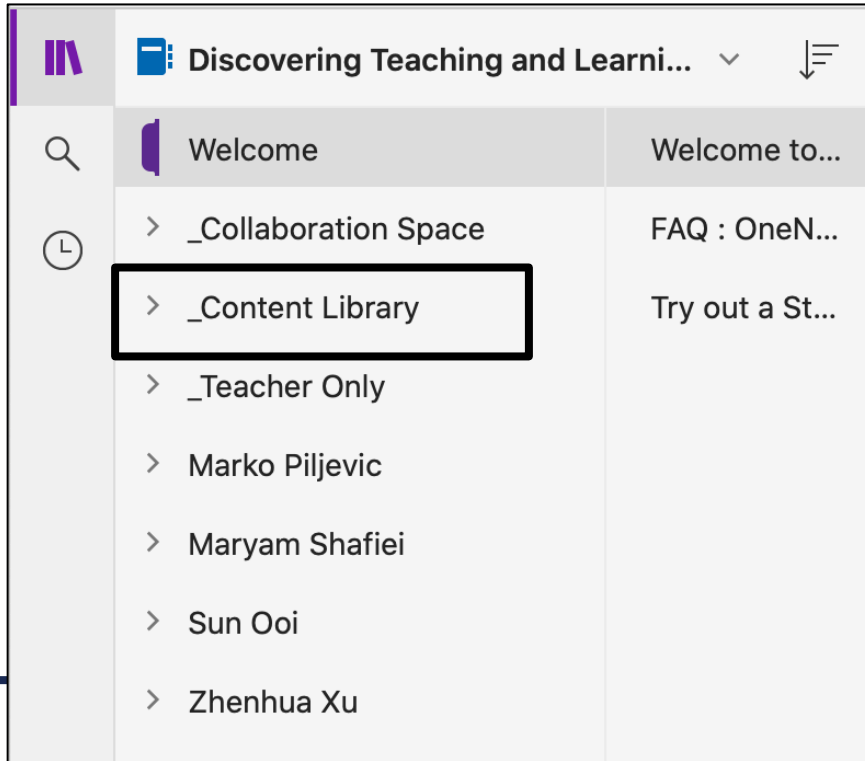 Discovering Teaching and Learni...
Welcome
Welcome to...
_Collaboration Space
FAQ : OneN...
_Content Library
Try out a St...
_Teacher Only
Marko Piljevic
Maryam Shafiei
Sun Ooi
Zhenhua Xu